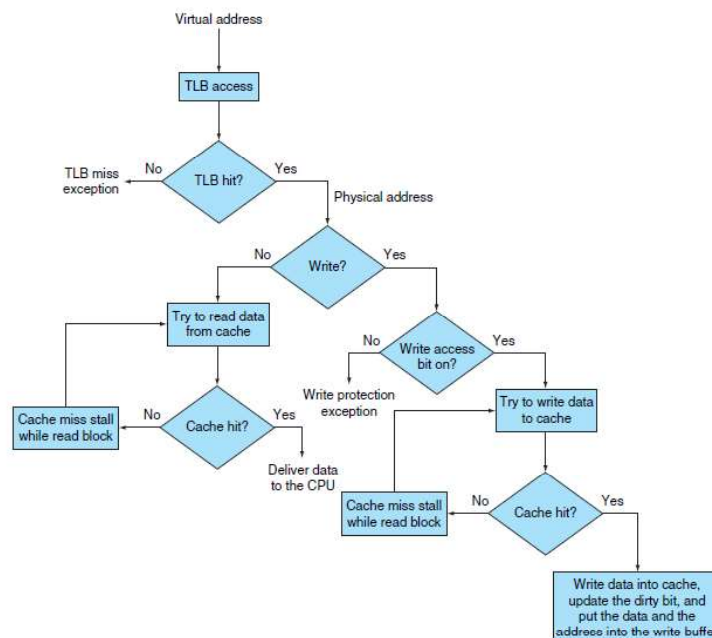 Virtual address
TLB access
TLB miss
exception
No
TLB hit?
Yes
Physical address
No
Write?
Yes
Try to read data
from cache
No
Write access
bit on?
Yes
Write protection
exception
Try to write data
to cache
Cache miss stall
while read block
No
Cache hit?
Yes
Deliver data
to the CPU
Cache miss stall
while read block
No
Cache hit?
Yes
Write data into cache,
update the dirty bit, and
put the data and the
address into the write buffe